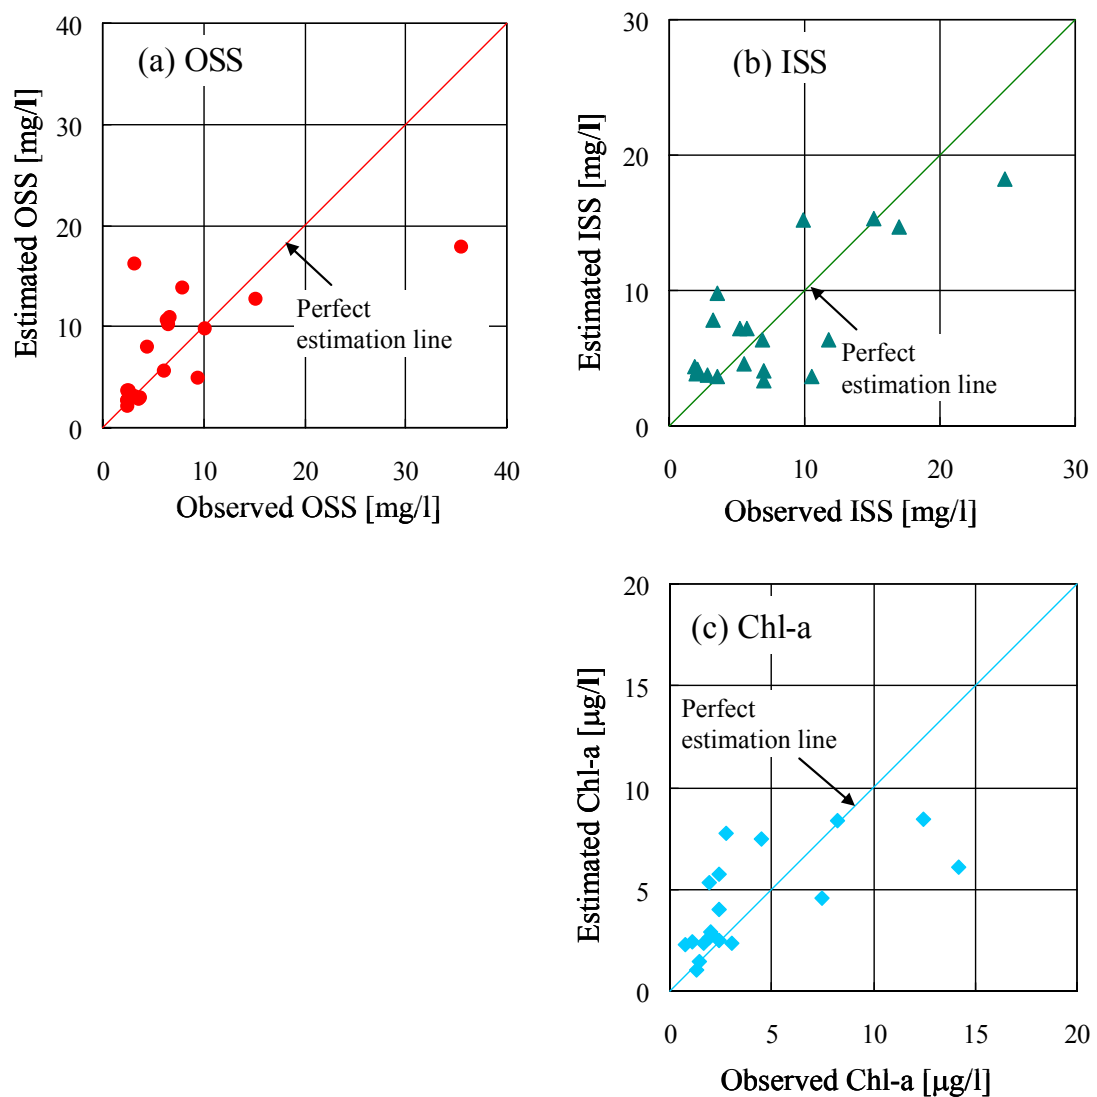 (a) OSS
Estimated OSS [mg/l]
40
30
20
10
0
Perfect
estimation line
0 10 20 30 40
Observed OSS [mg/l]
(b) ISS
Estimated ISS [mg/l]
30
20
10
0
Perfect
estimation line
0 10 20 30
Observed ISS [mg/l]
(c) Chl-a
Estimated Chl-a [µg/l]
20
15
10
5
0
Perfect
estimation line
0 5 10 15 20
Observed Chl-a [µg/l]